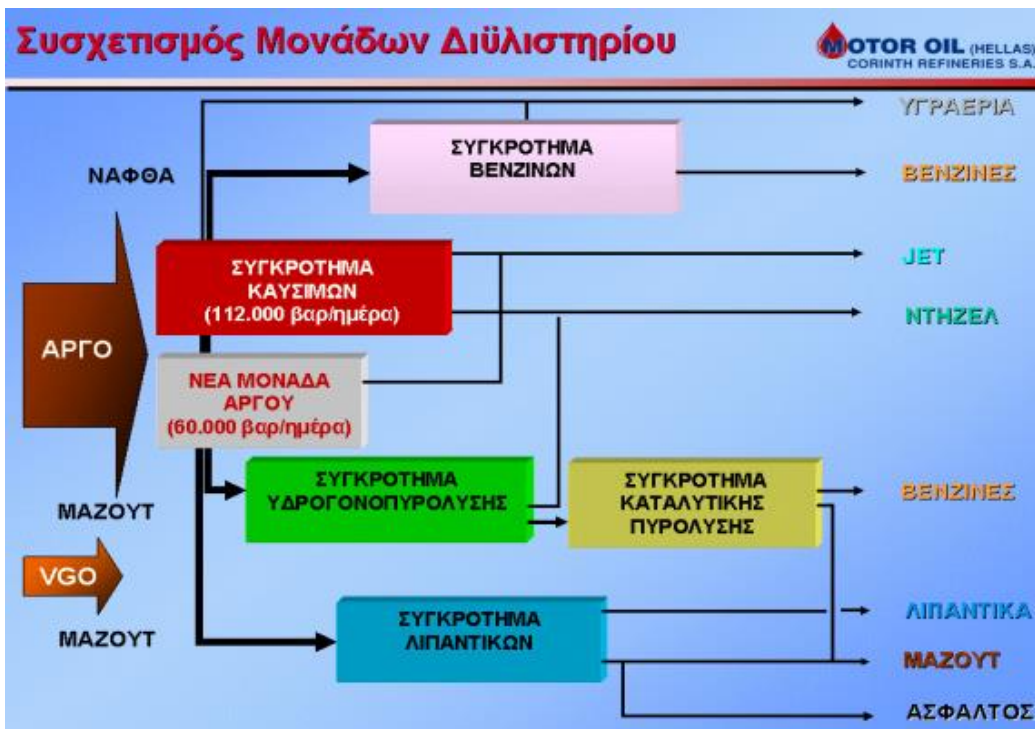 Συσχετισμός Μονάδων Διϋλιστηρίου
MOTOR OIL (HELLAS)
CORINTH REFINERIES S.A.
ΥΓΡΑΕΡΙΑ
ΣΥΓΚΡΟΤΗΜΑ
ΒΕΝΖΙΝΩΝ
ΝΑΦΘΑ
ΒΕΝΖΙΝΕΣ
ΣΥΓΚΡΟΤΗΜΑ
ΚΑΥΣΙΜΩΝ
(112.000 βαρ/ημέρα)
JET
ΝΤΗΖΕΛ
ΑΡΓΟ
ΝΕΑ ΜΟΝΑΔΑ
ΑΡΓΟΥ
(60.000 βαρ/ημέρα)
ΣΥΓΚΡΟΤΗΜΑ
ΥΔΡΟΓΟΝΟΠΥΡΟΛΥΣΗΣ
ΣΥΓΚΡΟΤΗΜΑ
ΚΑΤΑΛΥΤΙΚΗΣ
ΠΥΡΟΛΥΣΗΣ
ΒΕΝΖΙΝΕΣ
ΜΑΖΟΥΤ
VGO
ΜΑΖΟΥΤ
ΣΥΓΚΡΟΤΗΜΑ
ΛΙΠΑΝΤΙΚΩΝ
ΛΙΠΑΝΤΙΚΑ
ΜΑΖΟΥΤ
ΑΣΦΑΛΤΟΣ